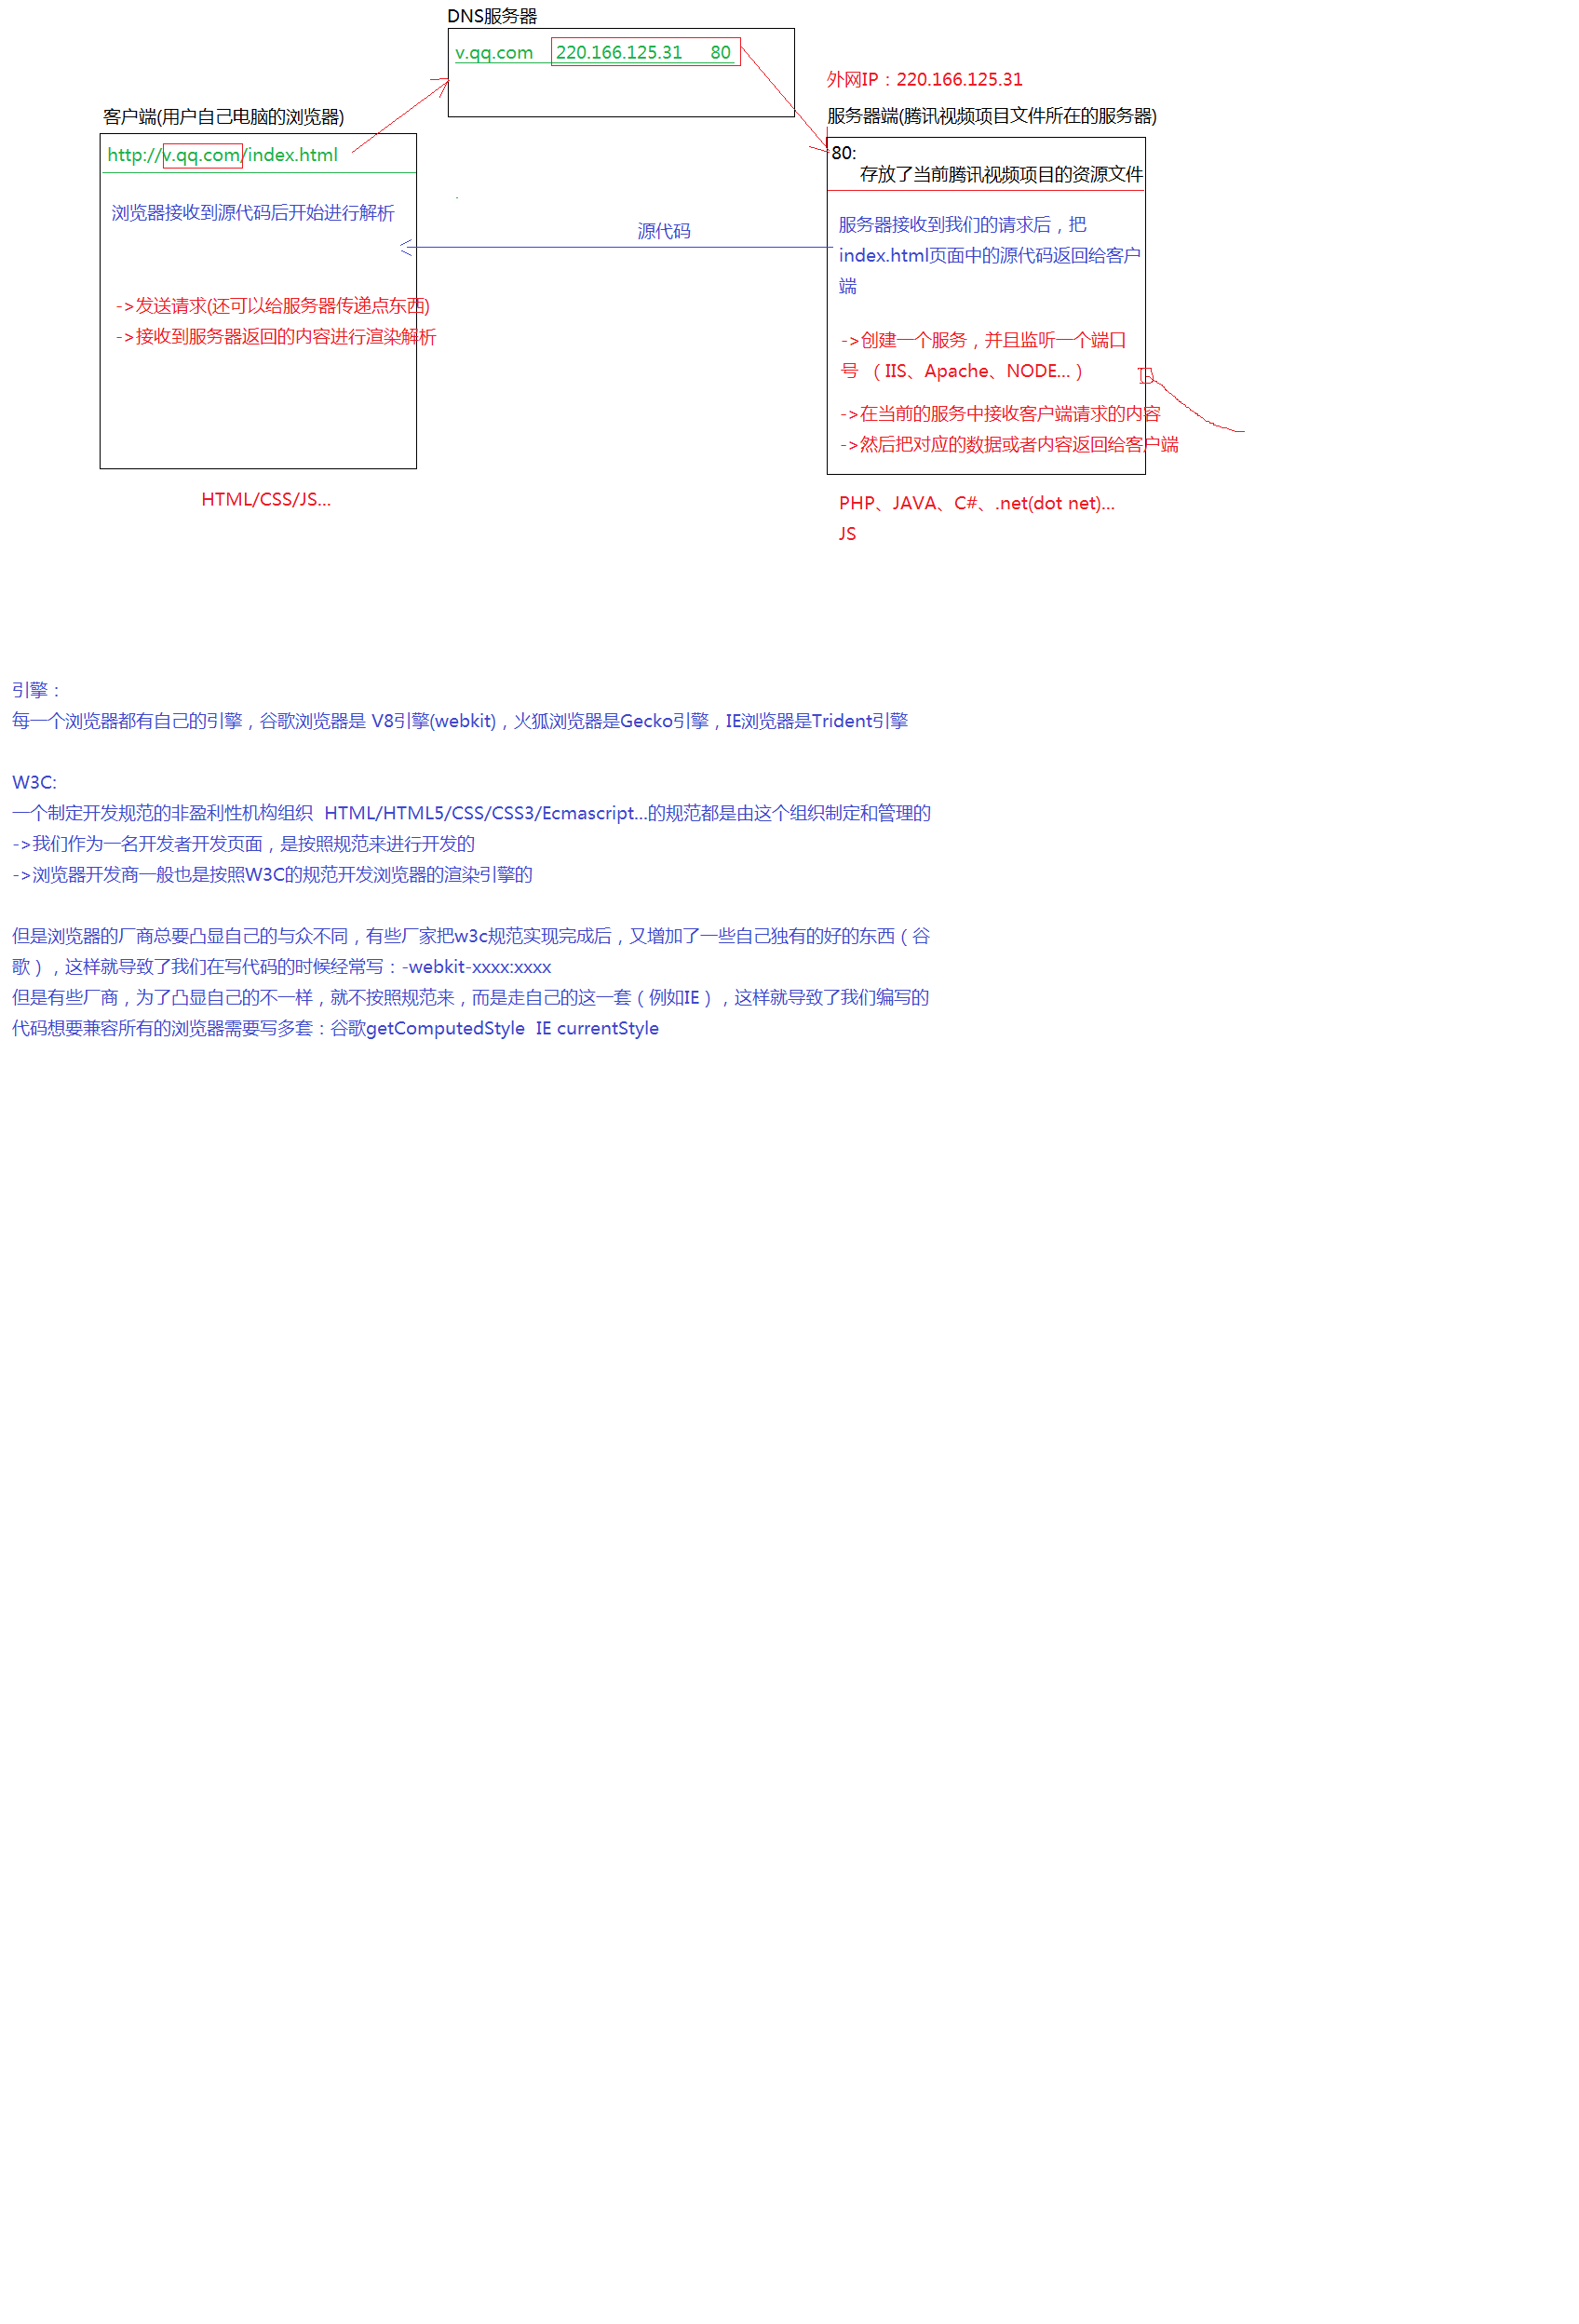 DNS服务器
v.qq.com 220.166.125.31 80
外网IP：220.166.125.31
客户端(用户自己电脑的浏览器)
http://v.qq.com/index.html
浏览器接收到源代码后开始进行解析
->发送请求(还可以给服务器传递点东西)
->接收到服务器返回的内容进行渲染解析
HTML/CSS/JS...
源代码
服务器端(腾讯视频项目文件所在的服务器)
80:
存放了当前腾讯视频项目的资源文件
服务器接收到我们的请求后，把
index.html页面中的源代码返回给客户
端
->创建一个服务，并且监听一个端口
号 （IIS、Apache、NODE...）
->在当前的服务中接收客户端请求的内容
->然后把对应的数据或者内容返回给客户端
PHP、JAVA、C#、.net(dot net)...
JS
引擎：
每一个浏览器都有自己的引擎，谷歌浏览器是 V8引擎(webkit)，火狐浏览器是Gecko引擎，IE浏览器是Trident引擎
W3C:
一个制定开发规范的非盈利性机构组织 HTML/HTML5/CSS/CSS3/Ecmascript...的规范都是由这个组织制定和管理的
->我们作为一名开发者开发页面，是按照规范来进行开发的
->浏览器开发商一般也是按照W3C的规范开发浏览器的渲染引擎的
但是浏览器的厂商总要凸显自己的与众不同，有些厂家把w3c规范实现完成后，又增加了一些自己独有的好的东西（谷
歌），这样就导致了我们在写代码的时候经常写：-webkit-xxxx:xxxx
但是有些厂商，为了凸显自己的不一样，就不按照规范来，而是走自己的这一套（例如IE），这样就导致了我们编写的
代码想要兼容所有的浏览器需要写多套：谷歌getComputedStyle IE currentStyle